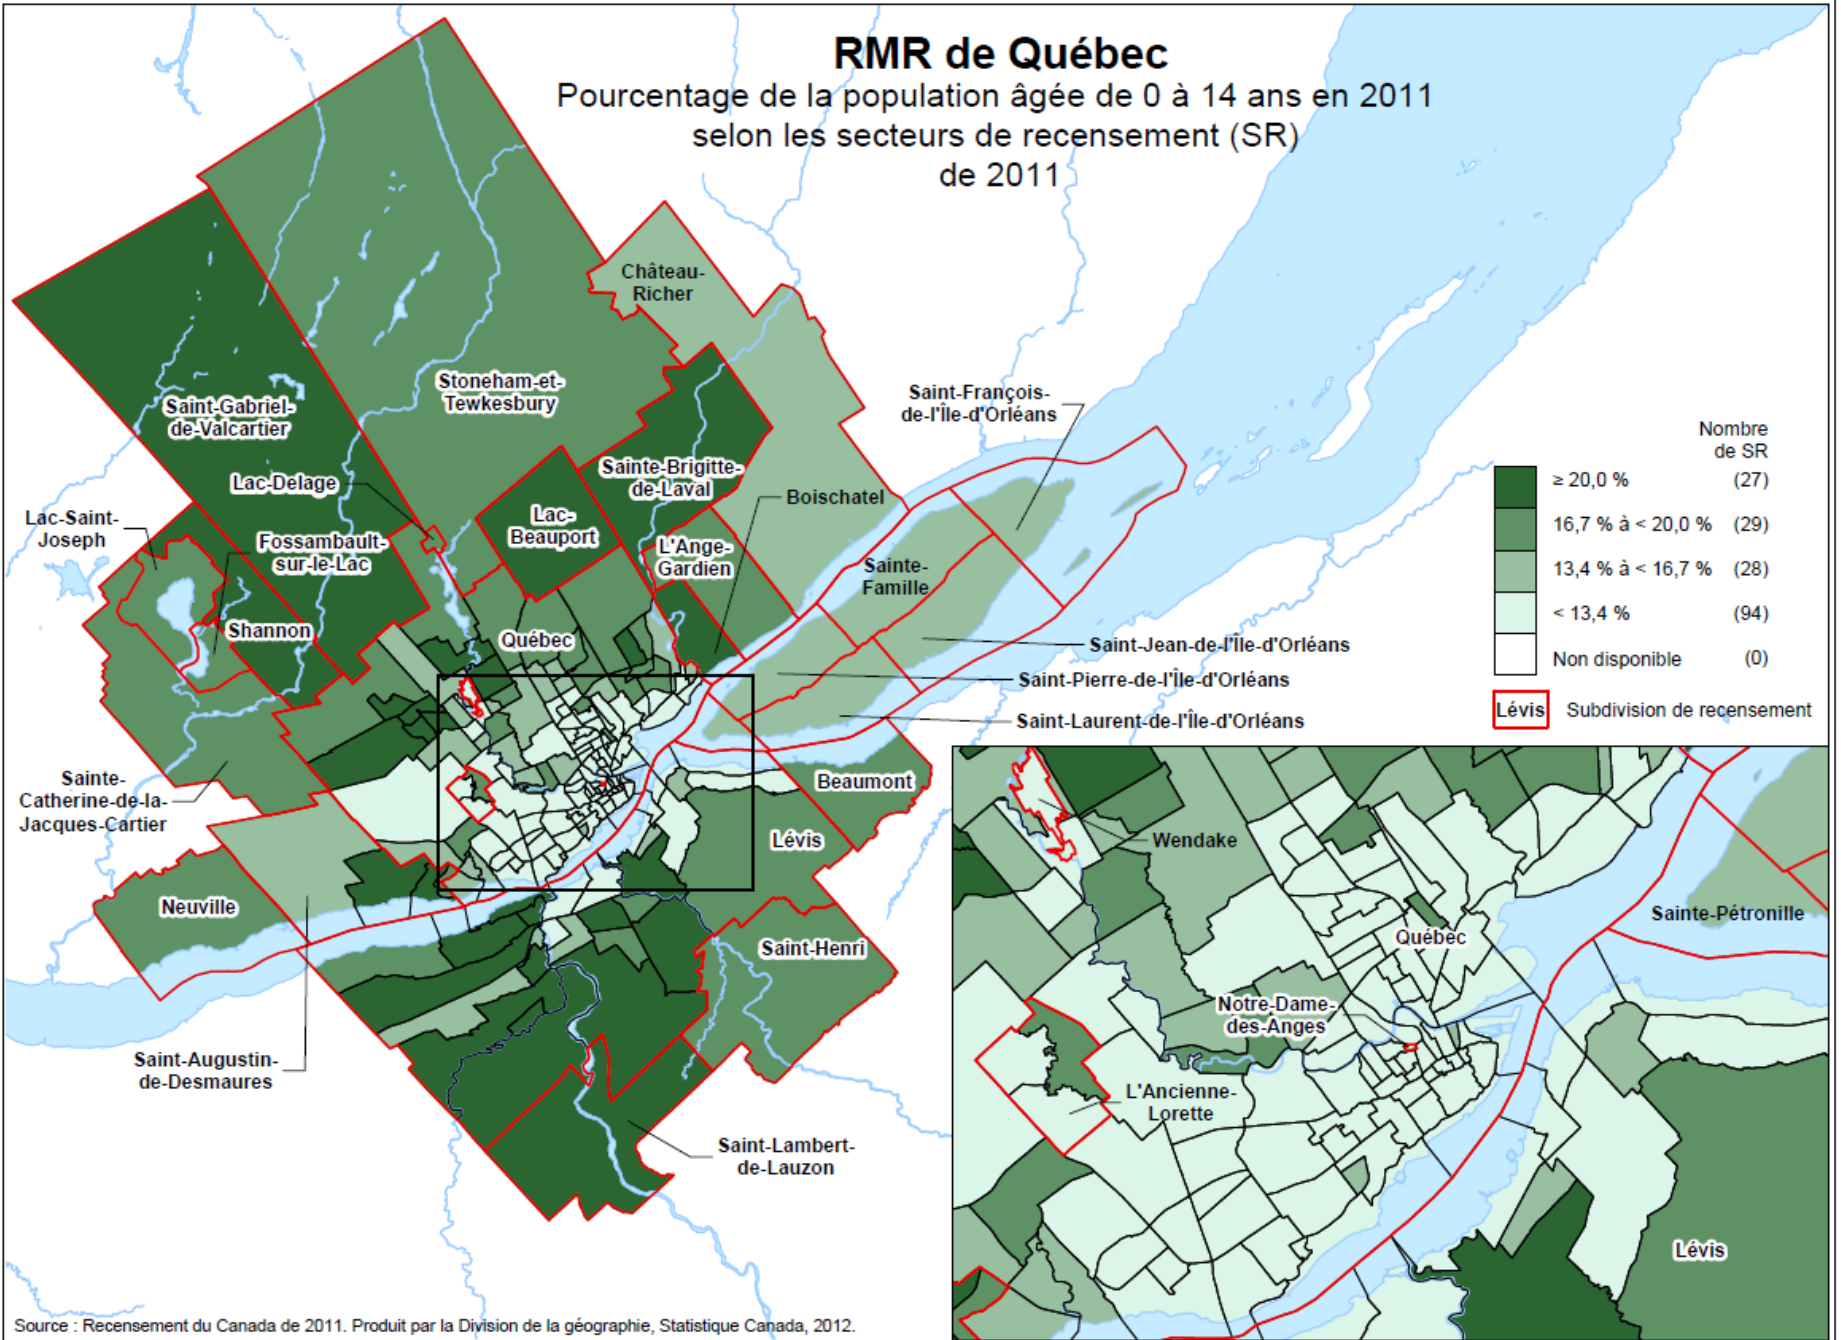 RMR de Québec
Pourcentage de la population âgée de 0 à 14 ans en 2011
selon les secteurs de recensement (SR)
de 2011
Château-
Richer
Stoneham-et-
Tewkesbury
Saint-Gabriel-
de-Valcartier
Saint-François-
de-l'Île-d'Orléans
Lac-Delage
Sainte-Brigitte-
de-Laval
Boischatel
Lac-Saint-
Joseph
Fossambault-
sur-le-Lac
Lac-
Beauport
L'Ange-
Gardien
Sainte-
Famille
Shannon
Québec
Saint-Jean-de-l'Île-d'Orléans
Saint-Pierre-de-l'Île-d'Orléans
Saint-Laurent-de-l'Île-d'Orléans
Sainte-
Catherine-de-la-
Jacques-Cartier
Beaumont
Lévis
Neuville
Saint-Henri
Saint-Augustin-
de-Desmaures
Saint-Lambert-
de-Lauzon
Nombre
de SR
≥ 20,0 % (27)
16,7 % à < 20,0 % (29)
13,4 % à < 16,7 % (28)
< 13,4 % (94)
Non disponible (0)
Lévis Subdivision de recensement
Wendake
Sainte-Pétronille
Québec
Notre-Dame-
des-Anges
L'Ancienne-
Lorette
Lévis
Source : Recensement du Canada de 2011. Produit par la Division de la géographie, Statistique Canada, 2012.